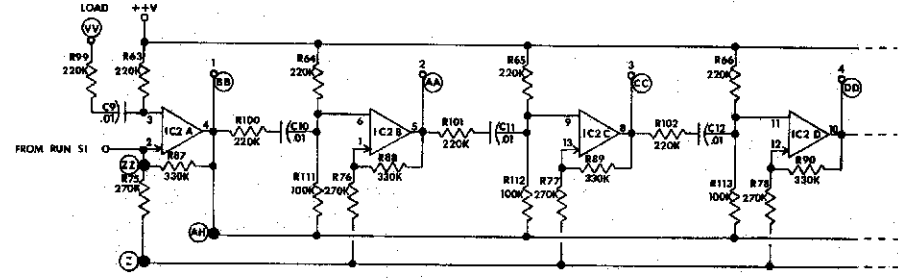 LOAD
++V
VV
R99
220K
R63
220K
C9
.01
3
1
BB
IC2 A
4
2
FROM RUN S1
ZZ
R87
330K
R75
270K
Z
AH
R100
220K
C10
.01
R64
220K
6
2
AA
IC2 B
5
1
R88
330K
R111
100K
R76
270K
R101
220K
C11
.01
R65
220K
9
3
CC
IC2 C
8
13
R89
330K
R112
100K
R77
270K
R102
220K
C12
.01
R66
220K
11
4
DD
IC2 D
10
12
R90
330K
R113
100K
R78
270K